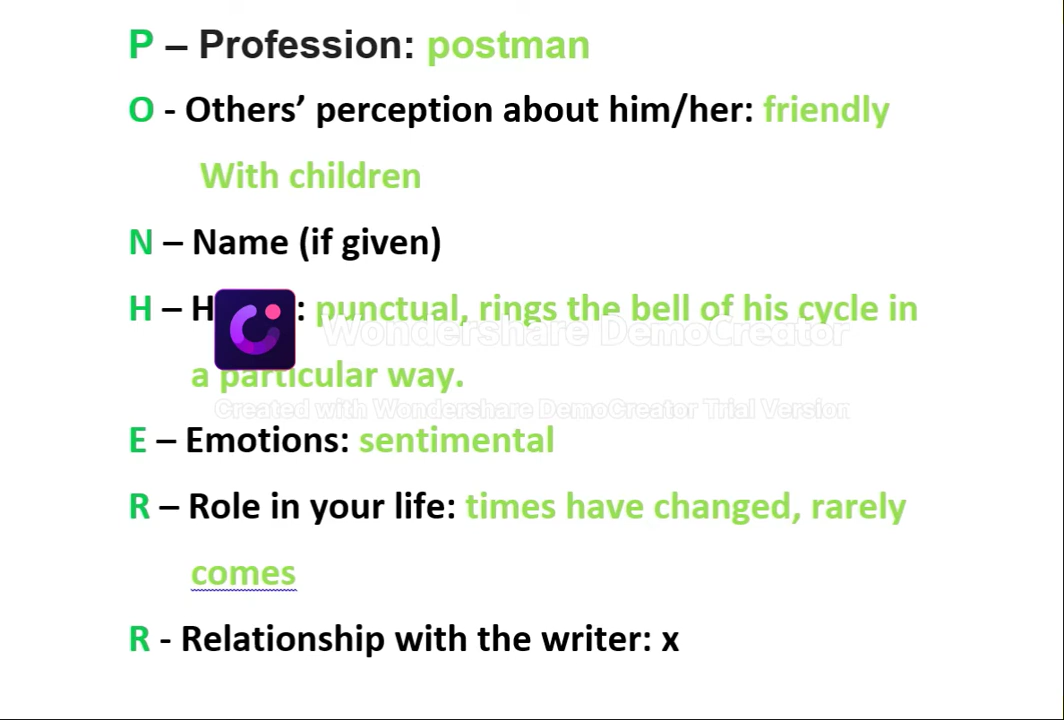 P – Profession: postman
O - Others’ perception about him/her: friendly
With children
N – Name (if given)
H – : punctual, rings the bell of his cycle in
Wondershare DemoCreator
a particular way.
Created with Wondershare DemoCreator Trial Version
E – Emotions: sentimental
R – Role in your life: times have changed, rarely
comes
R - Relationship with the writer: x